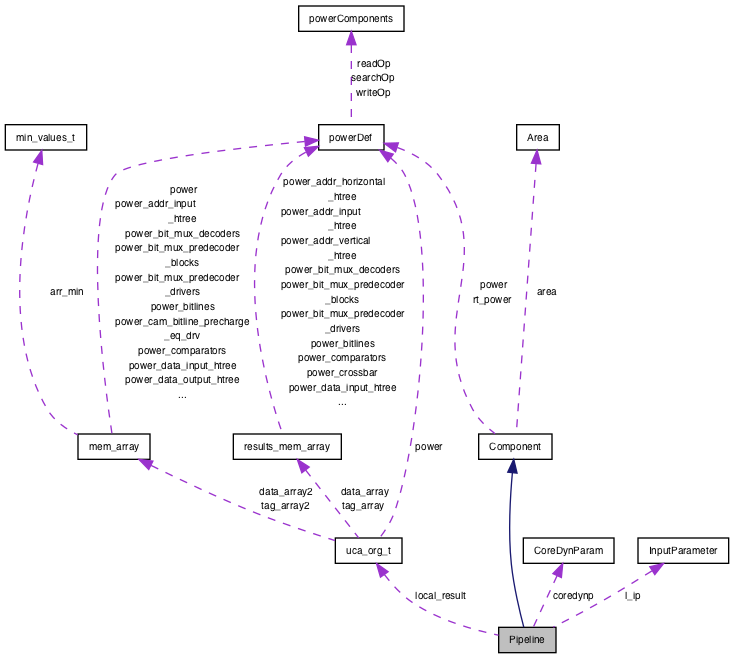 powerComponents
readOp
searchOp
writeOp
min_values_t
powerDef
Area
power
power_addr_input
_htree
power_bit_mux_decoders
power_bit_mux_predecoder
_blocks
power_bit_mux_predecoder
_drivers
power_bitlines
power_cam_bitline_precharge
_eq_drv
power_comparators
power_data_input_htree
power_data_output_htree
...
power_addr_horizontal
_htree
power_addr_input
_htree
power_addr_vertical
_htree
power_bit_mux_decoders
power_bit_mux_predecoder
_blocks
power_bit_mux_predecoder
_drivers
power_bitlines
power_comparators
power_crossbar
power_data_input_htree
...
arr_min
power
rt_power
area
mem_array
results_mem_array
power
Component
data_array2
tag_array2
data_array
tag_array
uca_org_t
CoreDynParam
InputParameter
local_result
coredynp
l_ip
Pipeline